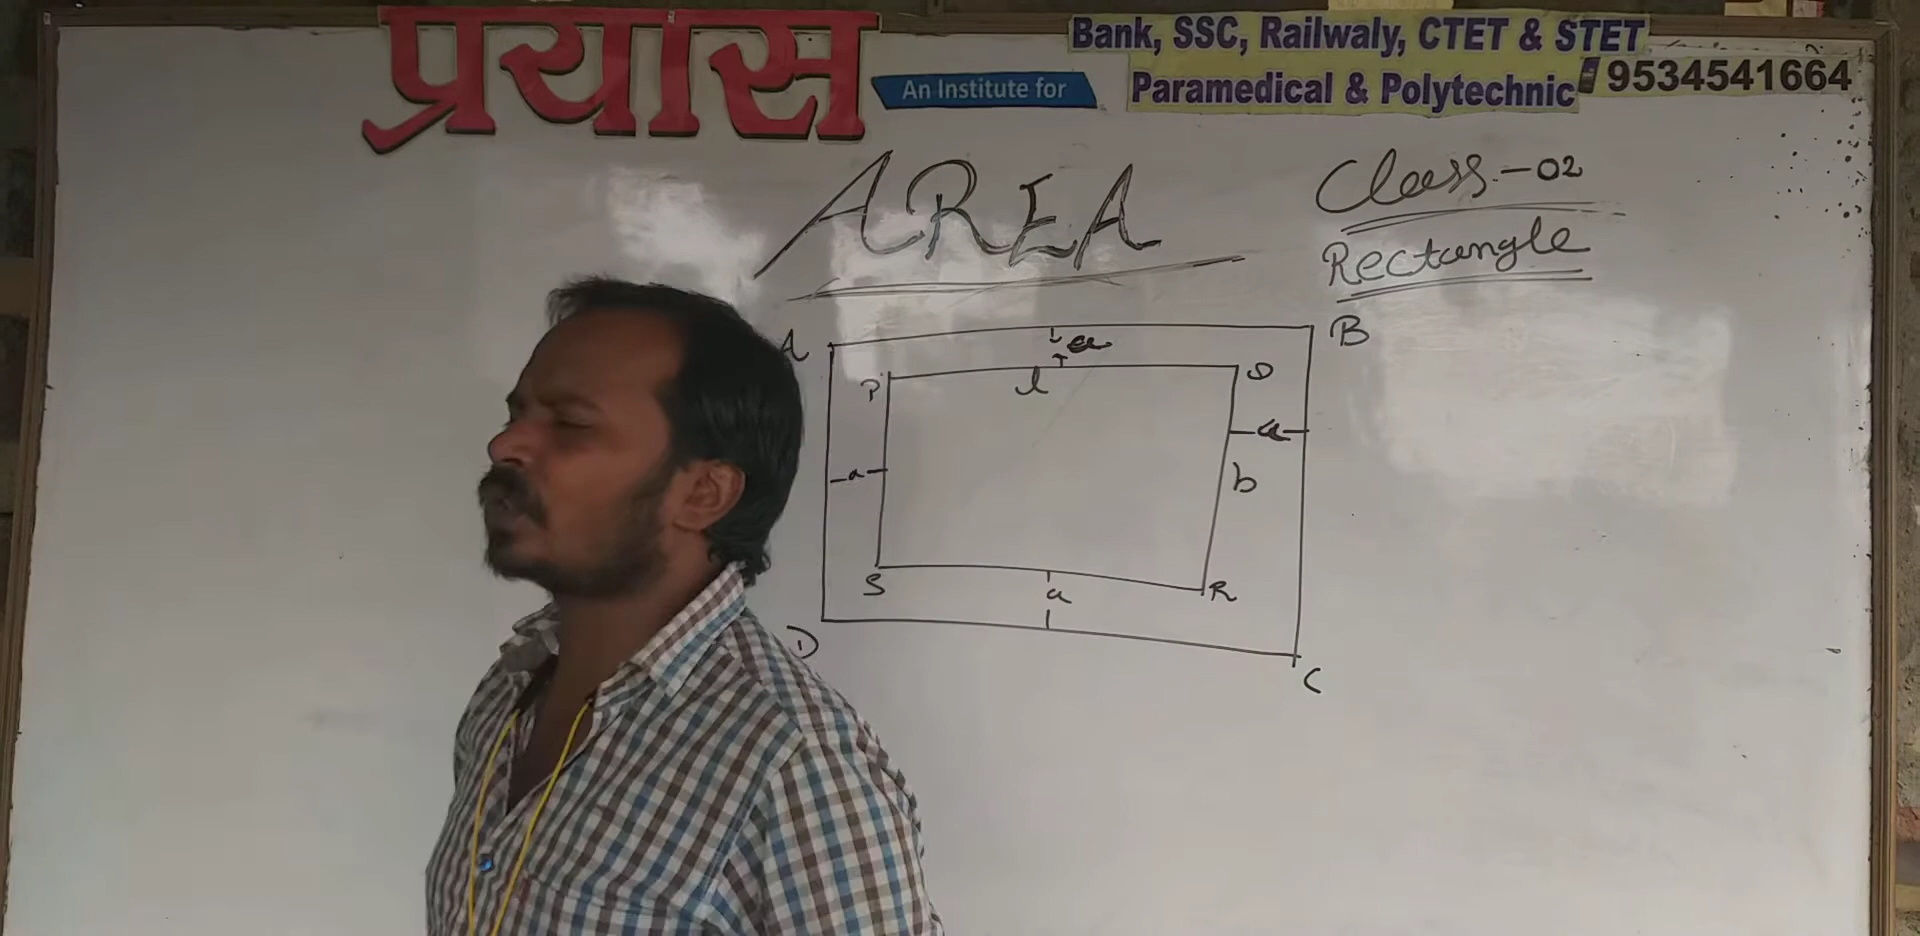 प्रयास
An Institute for
Bank, SSC, Railwaly, CTET & STET
Paramedical & Polytechnic
9534541664
AREA
Class-02
Rectangle
A
B
a
P
l
Q
a
a
b
S
a
R
D
C